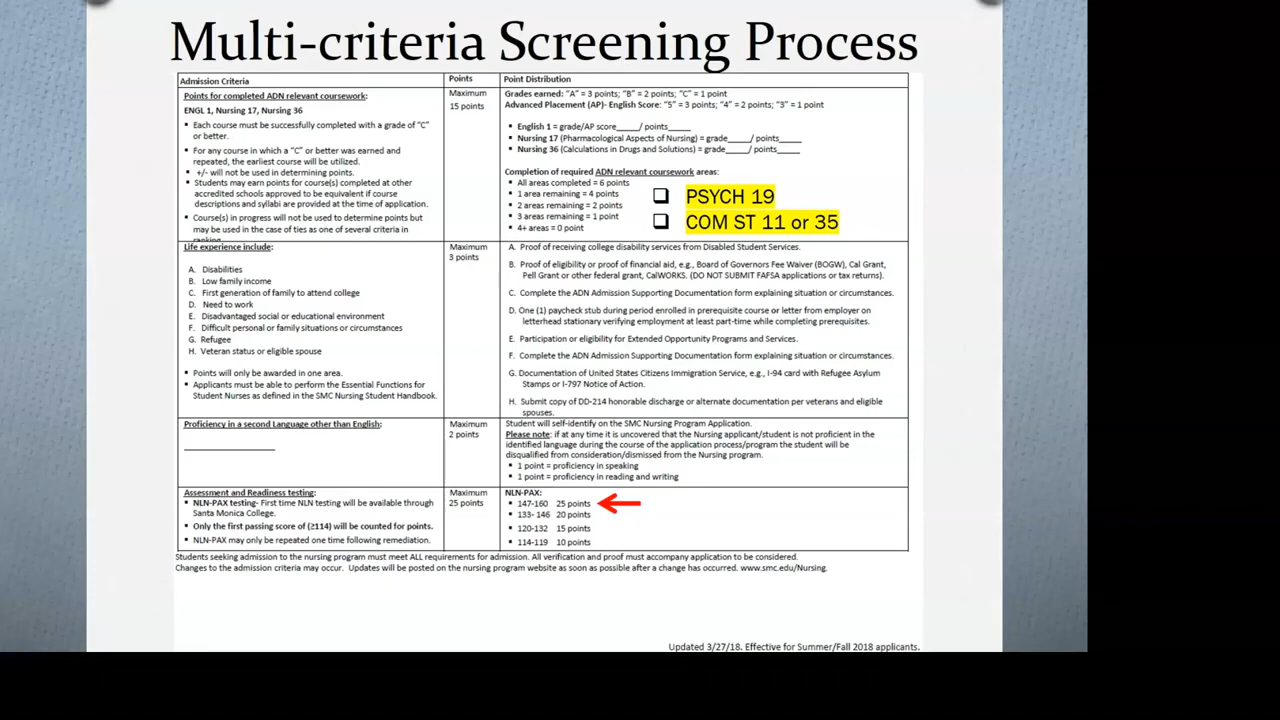 Multi-criteria Screening Process
Admission Criteria
Points
Point Distribution
Points for completed ADN relevant coursework:
ENGL 1, Nursing 17, Nursing 36
▪ Each course must be successfully completed with a grade of "C"
or better.
▪ For any course in which a "C" or better was earned and
repeated, the earliest course will be utilized.
▪ +/- will not be used in determining points.
▪ Students may earn points for course(s) completed at other
accredited schools approved to be equivalent if course
descriptions and syllabi are provided at the time of application.
▪ Course(s) in progress will not be used to determine points but
may be used in the case of ties as one of several criteria in
ranking.
Maximum
15 points
Grades earned: "A" = 3 points; "B" = 2 points; "C" = 1 point
Advanced Placement (AP)- English Score: "5" = 3 points; "4" = 2 points; "3" = 1 point
▪ English 1 = grade/AP score_____/ points_____
▪ Nursing 17 (Pharmacological Aspects of Nursing) = grade_____/ points_____
▪ Nursing 36 (Calculations in Drugs and Solutions) = grade_____/ points_____
Completion of required ADN relevant coursework areas:
▪ All areas completed = 6 points
▪ 1 area remaining = 4 points
▪ 2 areas remaining = 2 points
▪ 3 areas remaining = 1 point
▪ 4+ areas = 0 point
❑ PSYCH 19
❑ COM ST 11 or 35
Life experience include:
A. Disabilities
B. Low family income
C. First generation of family to attend college
D. Need to work
E. Disadvantaged social or educational environment
F. Difficult personal or family situations or circumstances
G. Refugee
H. Veteran status or eligible spouse
▪ Points will only be awarded in one area.
▪ Applicants must be able to perform the Essential Functions for
Student Nurses as defined in the SMC Nursing Student Handbook.
Maximum
3 points
A. Proof of receiving college disability services from Disabled Student Services.
B. Proof of eligibility or proof of financial aid, e.g., Board of Governors Fee Waiver (BOGW), Cal Grant,
Pell Grant or other federal grant, CalWORKS. (DO NOT SUBMIT FAFSA applications or tax returns).
C. Complete the ADN Admission Supporting Documentation form explaining situation or circumstances.
D. One (1) paycheck stub during period enrolled in prerequisite course or letter from employer on
letterhead stationary verifying employment at least part-time while completing prerequisites.
E. Participation or eligibility for Extended Opportunity Programs and Services.
F. Complete the ADN Admission Supporting Documentation form explaining situation or circumstances.
G. Documentation of United States Citizens Immigration Service, e.g., I-94 card with Refugee Asylum
Stamps or I-797 Notice of Action.
H. Submit copy of DD-214 honorable discharge or alternate documentation per veterans and eligible
spouses.
Proficiency in a second Language other than English:
Maximum
2 points
Student will self-identify on the SMC Nursing Program Application.
Please note: if at any time it is uncovered that the Nursing applicant/student is not proficient in the
identified language during the course of the application process/program the student will be
disqualified from consideration/dismissed from the Nursing program.
▪ 1 point = proficiency in speaking
▪ 1 point = proficiency in reading and writing
Assessment and Readiness testing:
▪ NLN-PAX testing- First time NLN testing will be available through
Santa Monica College.
▪ Only the first passing score of (≥114) will be counted for points.
▪ NLN-PAX may only be repeated one time following remediation.
Maximum
25 points
NLN-PAX:
▪ 147-160 25 points
▪ 133- 146 20 points
▪ 120-132 15 points
▪ 114-119 10 points
Students seeking admission to the nursing program must meet ALL requirements for admission. All verification and proof must accompany application to be considered.
Changes to the admission criteria may occur. Updates will be posted on the nursing program website as soon as possible after a change has occurred. www.smc.edu/Nursing.
Updated 3/27/18. Effective for Summer/Fall 2018 applicants.